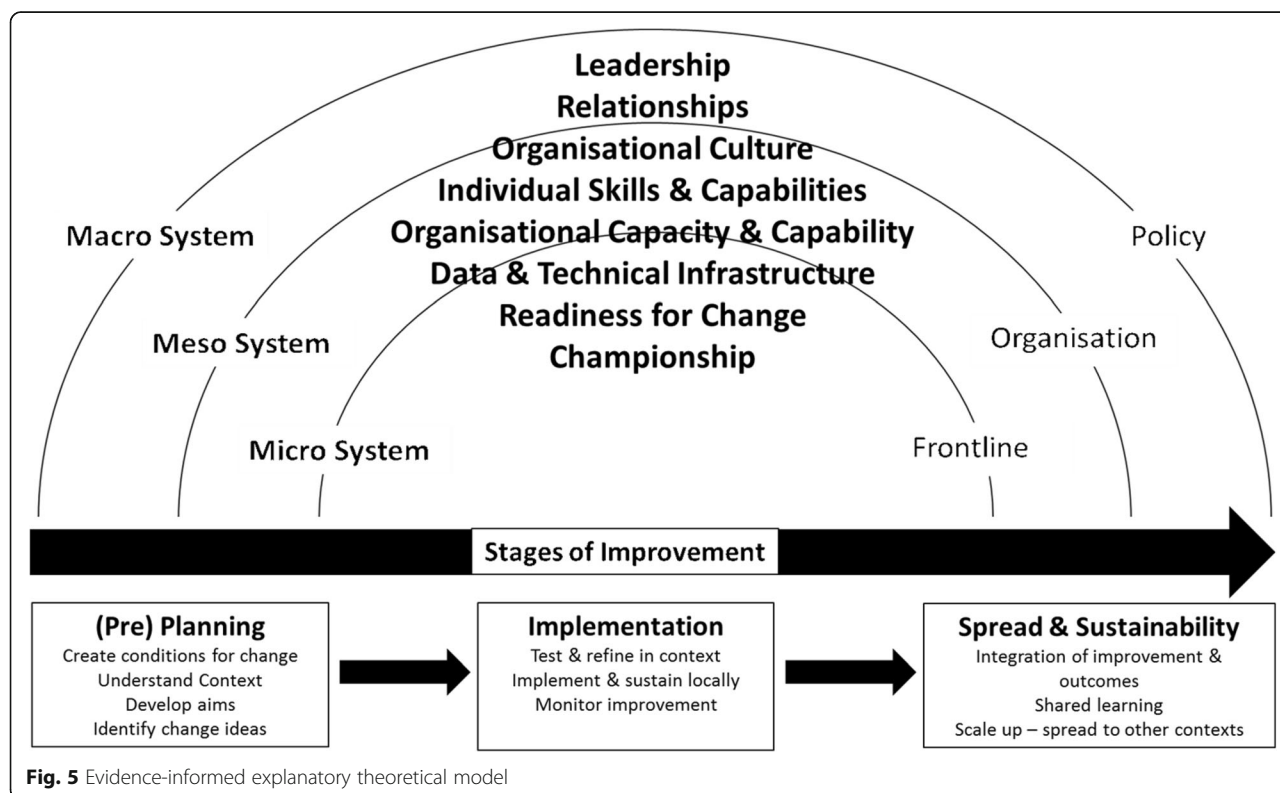 Leadership
Relationships
Organisational Culture
Individual Skills & Capabilities
Organisational Capacity & Capability
Data & Technical Infrastructure
Readiness for Change
Championship
Macro System
Policy
Meso System
Organisation
Micro System
Frontline
Stages of Improvement
(Pre) Planning
Create conditions for change
Understand Context
Develop aims
Identify change ideas
Implementation
Test & refine in context
Implement & sustain locally
Monitor improvement
Spread & Sustainability
Integration of improvement &
outcomes
Shared learning
Scale up – spread to other contexts
Fig. 5 Evidence-informed explanatory theoretical model